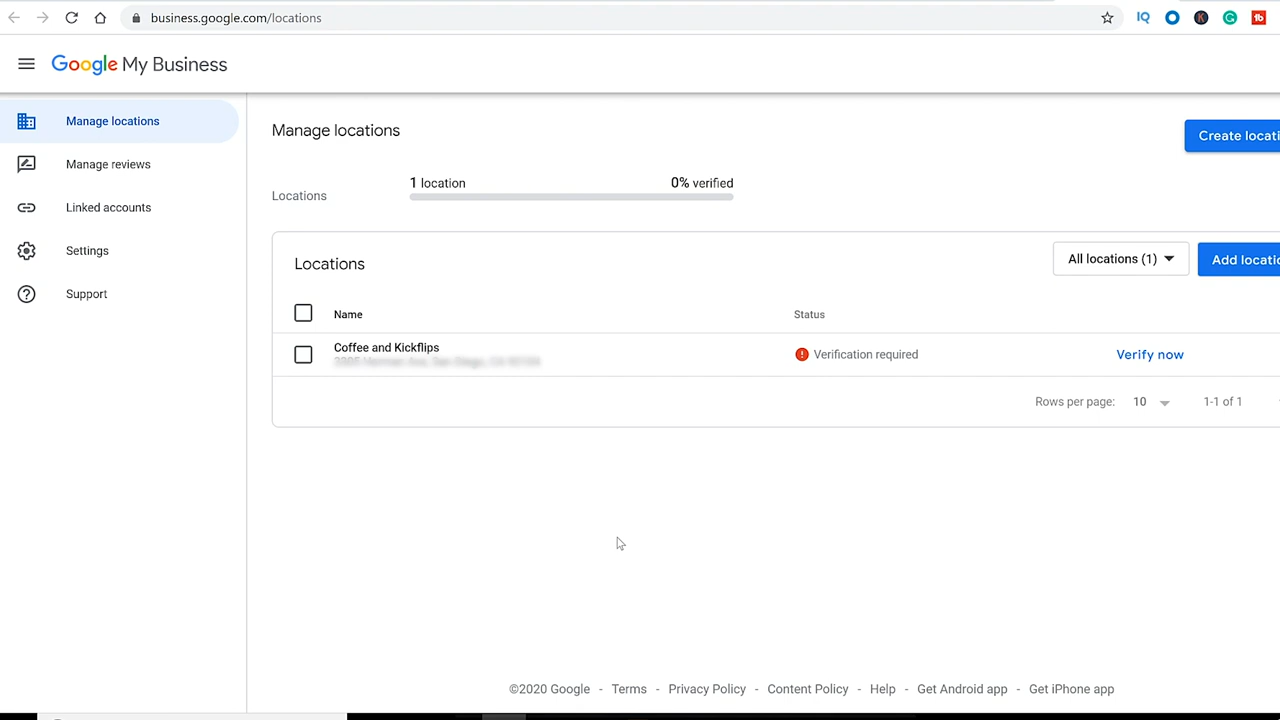 business.google.com/locations
IQ
K
G
tb
Google My Business
Manage locations
Manage reviews
Linked accounts
Settings
Support
Manage locations
Create locati
Locations
1 location
0% verified
Locations
All locations (1)
Add locatio
Name
Status
Coffee and Kickflips
Verification required
Verify now
Rows per page:
10
1-1 of 1
©2020 Google - Terms - Privacy Policy - Content Policy - Help - Get Android app - Get iPhone app